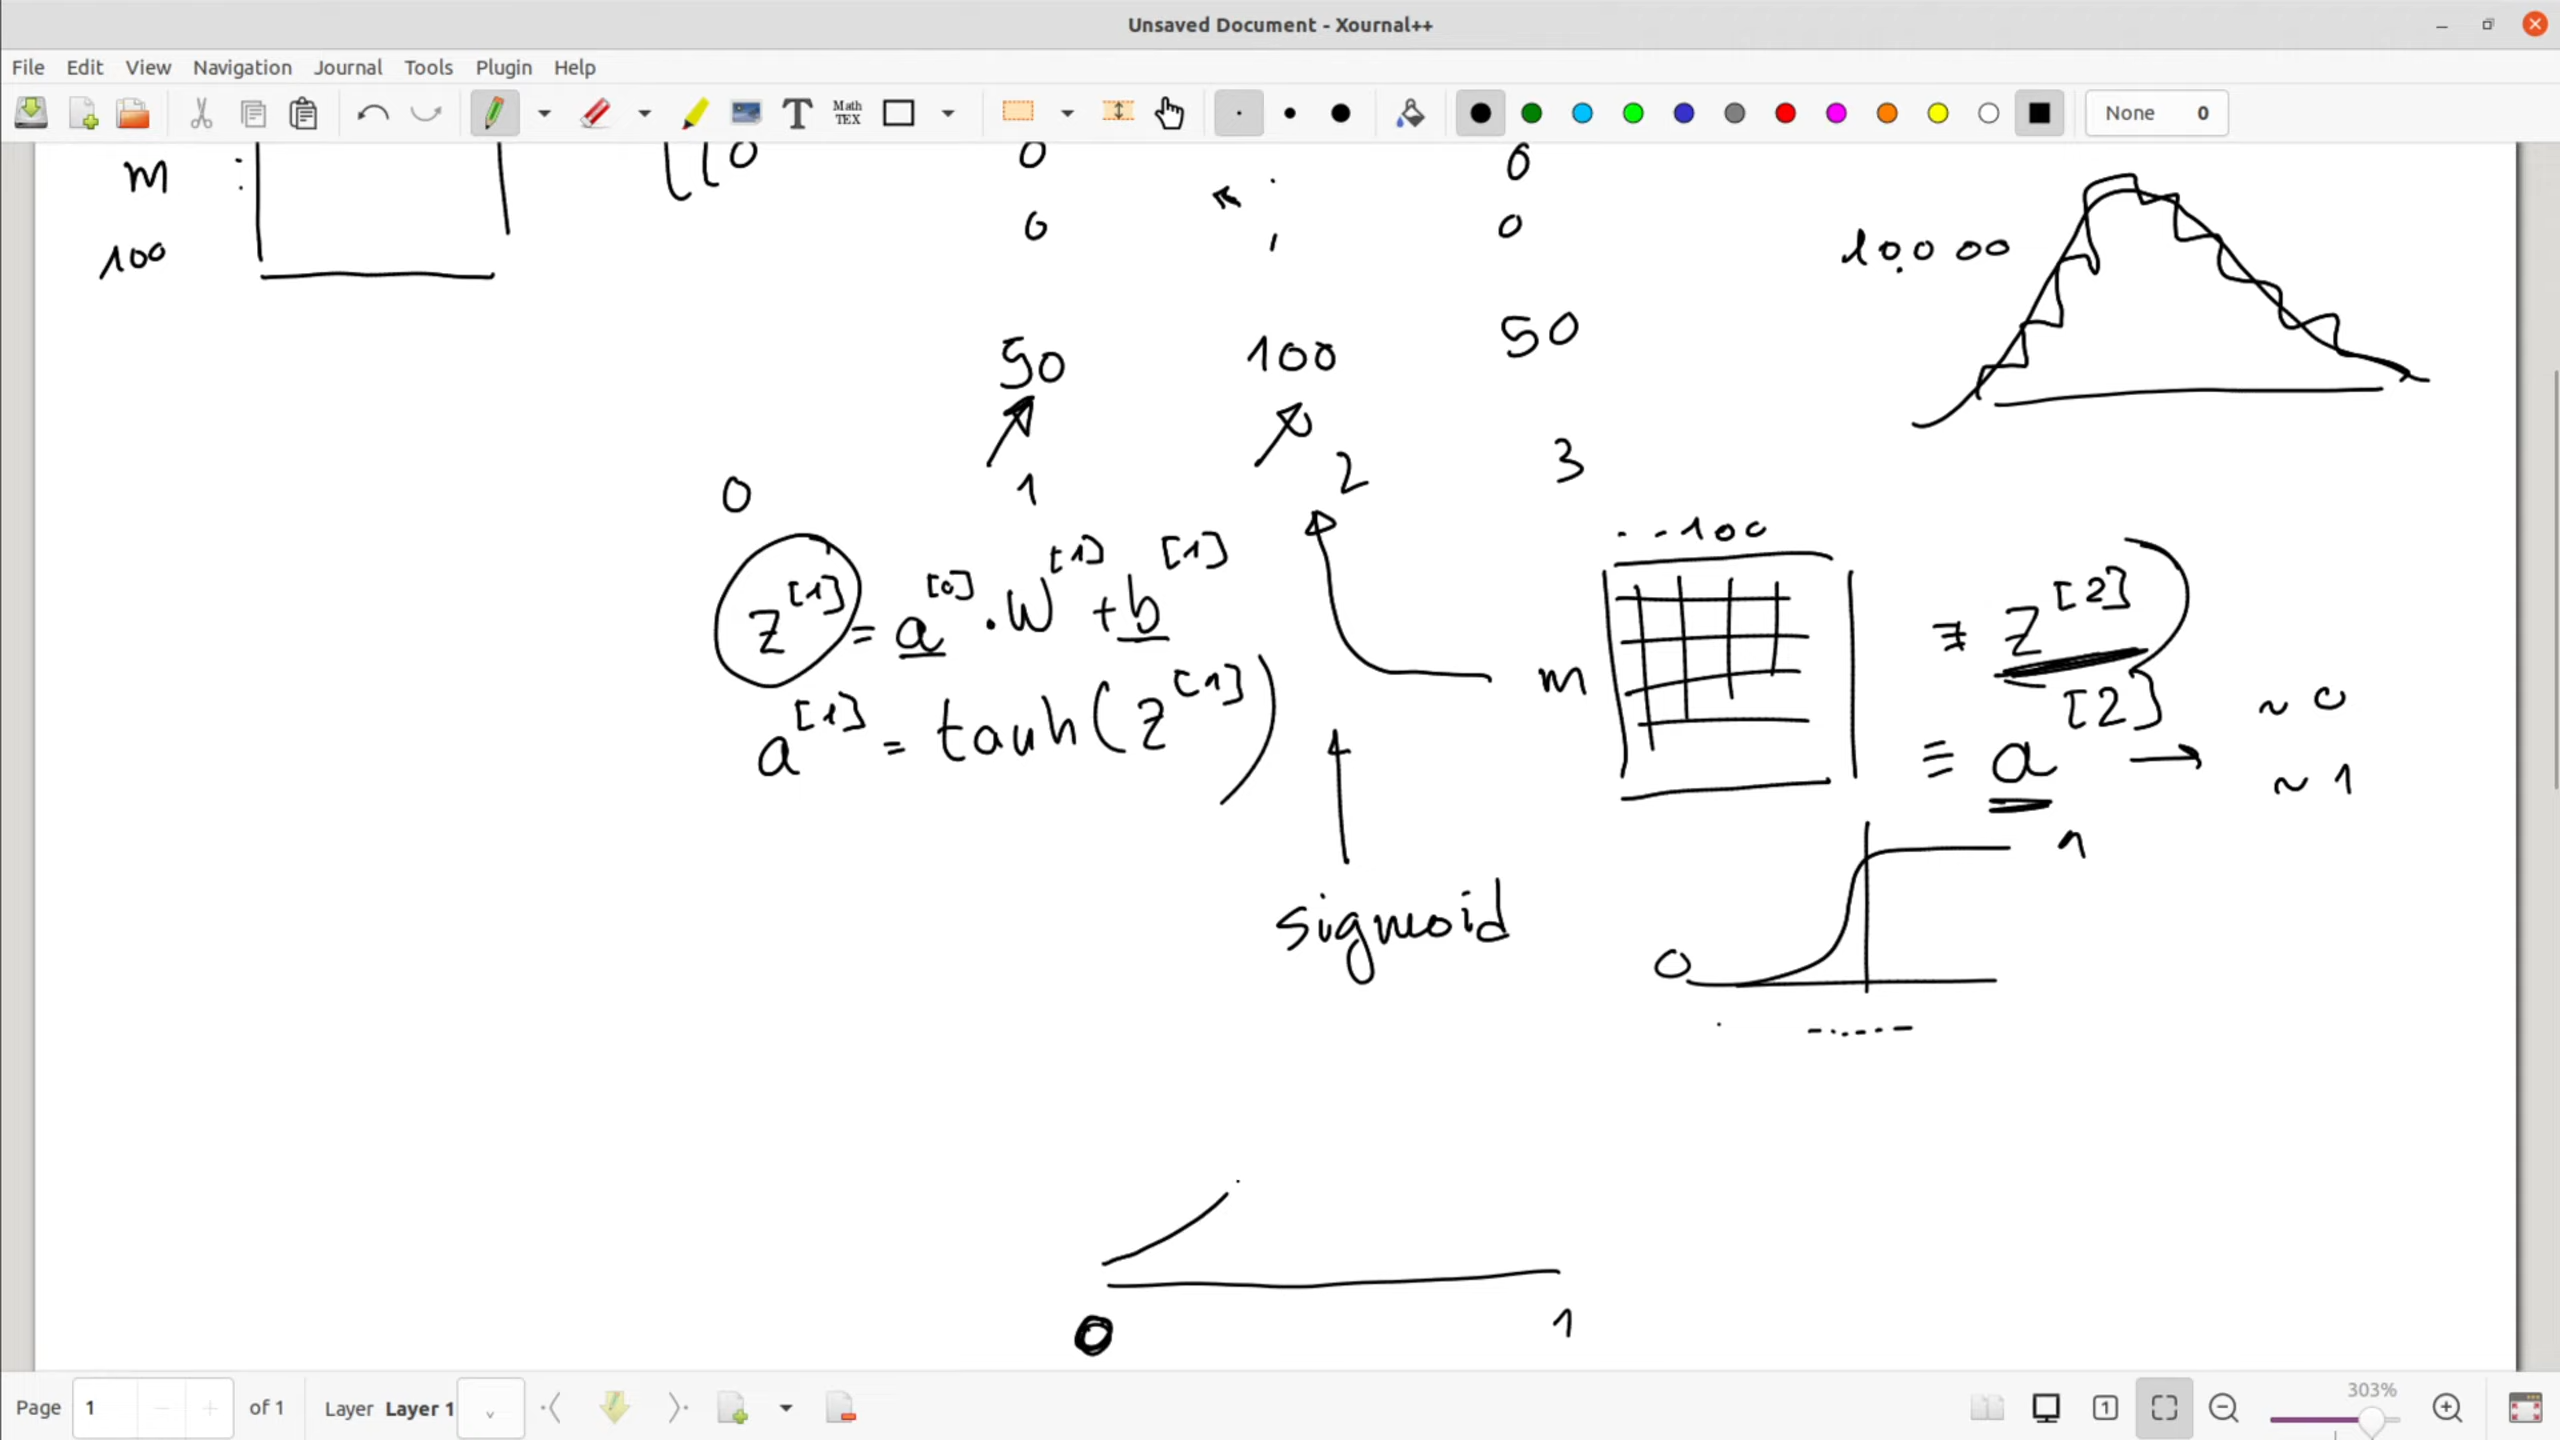 Unsaved Document - Xournal++
File Edit View Navigation Journal Tools Plugin Help
Math
TEX
None 0
m
0 0 0
0 0
100
10.000
50 100 50
0 1 2 3
z[1] = a[0] . W[1] + b[1]
a[1] = tanh(z[1])
m
..100
z[2]
≡ a[2] → ~0
~1
sigmoid
0
1
0 1
Page 1 of 1 Layer Layer 1
303%